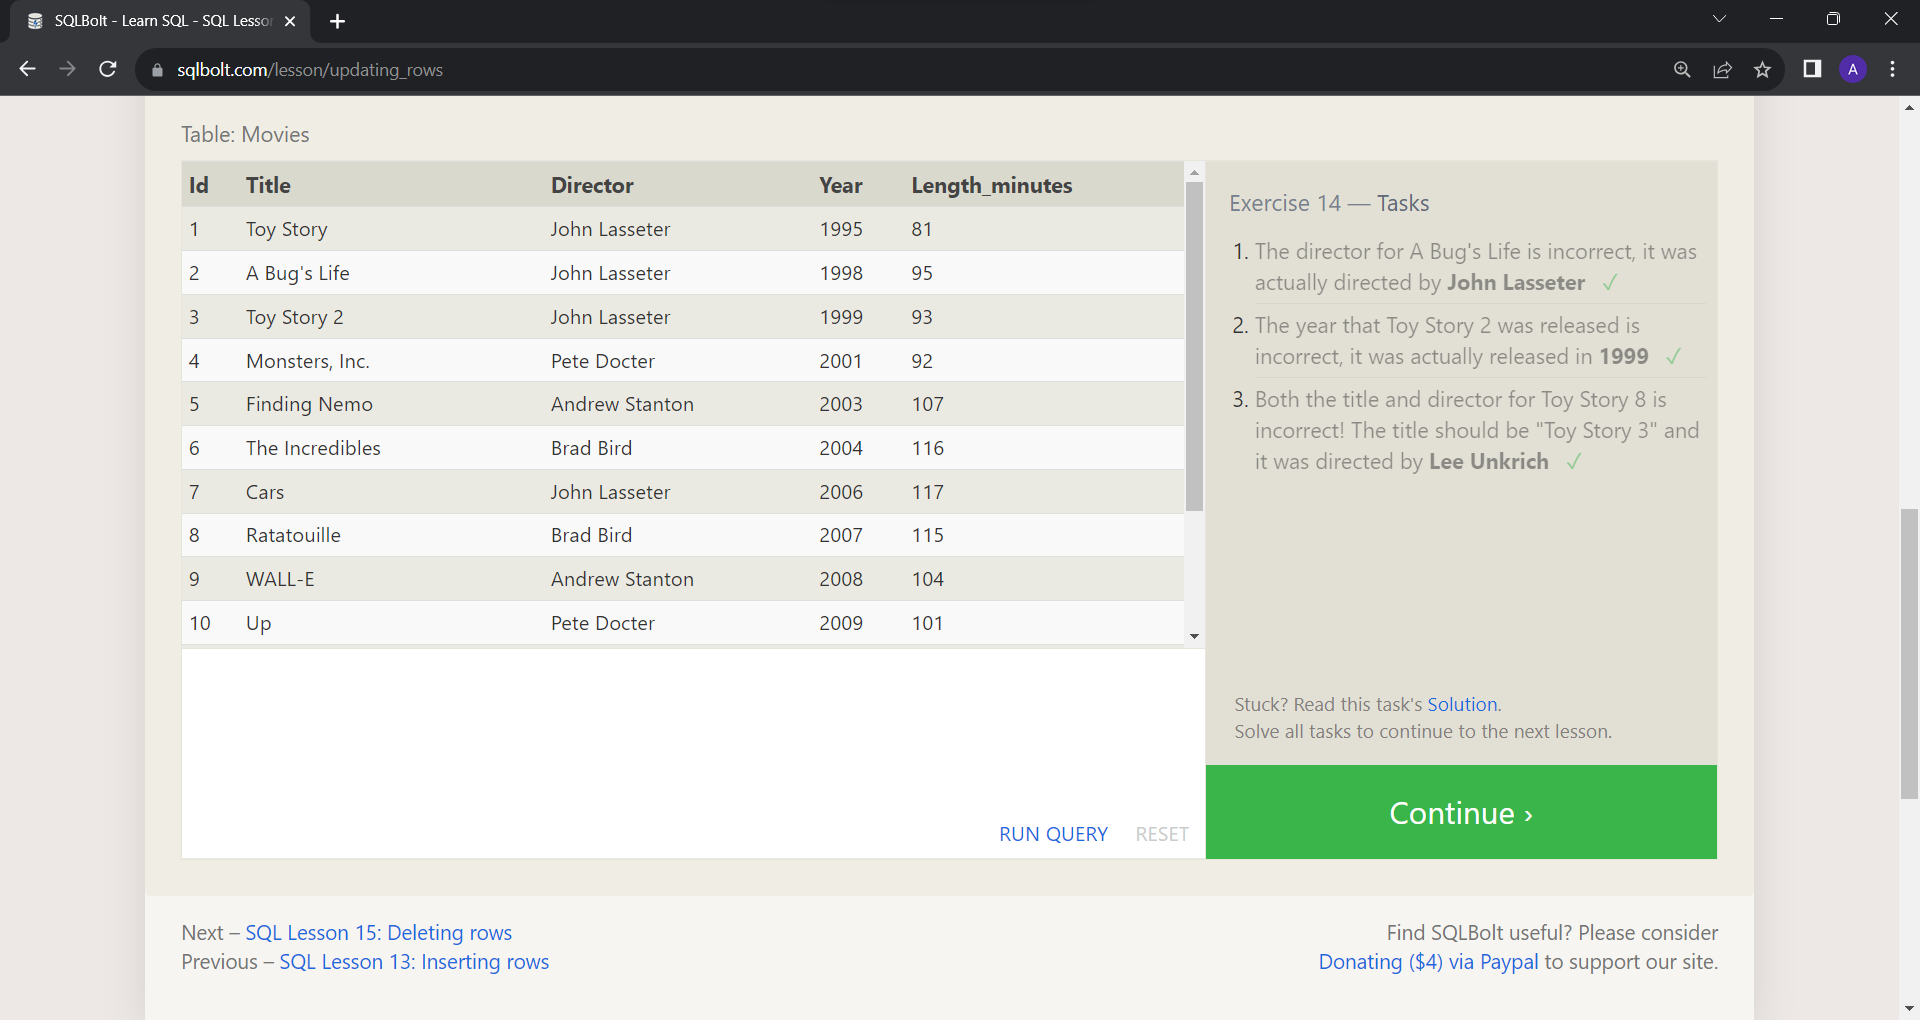 SQLBolt - Learn SQL - SQL Lesso
sqlbolt.com/lesson/updating_rows
A
Table: Movies
Id Title Director Year Length_minutes
1 Toy Story John Lasseter 1995 81
2 A Bug's Life John Lasseter 1998 95
3 Toy Story 2 John Lasseter 1999 93
4 Monsters, Inc. Pete Docter 2001 92
5 Finding Nemo Andrew Stanton 2003 107
6 The Incredibles Brad Bird 2004 116
7 Cars John Lasseter 2006 117
8 Ratatouille Brad Bird 2007 115
9 WALL-E Andrew Stanton 2008 104
10 Up Pete Docter 2009 101
RUN QUERY RESET
Exercise 14 — Tasks
1. The director for A Bug's Life is incorrect, it was
actually directed by John Lasseter ✓
2. The year that Toy Story 2 was released is
incorrect, it was actually released in 1999 ✓
3. Both the title and director for Toy Story 8 is
incorrect! The title should be "Toy Story 3" and
it was directed by Lee Unkrich ✓
Stuck? Read this task's Solution.
Solve all tasks to continue to the next lesson.
Continue ›
Next – SQL Lesson 15: Deleting rows
Previous – SQL Lesson 13: Inserting rows
Find SQLBolt useful? Please consider
Donating ($4) via Paypal to support our site.